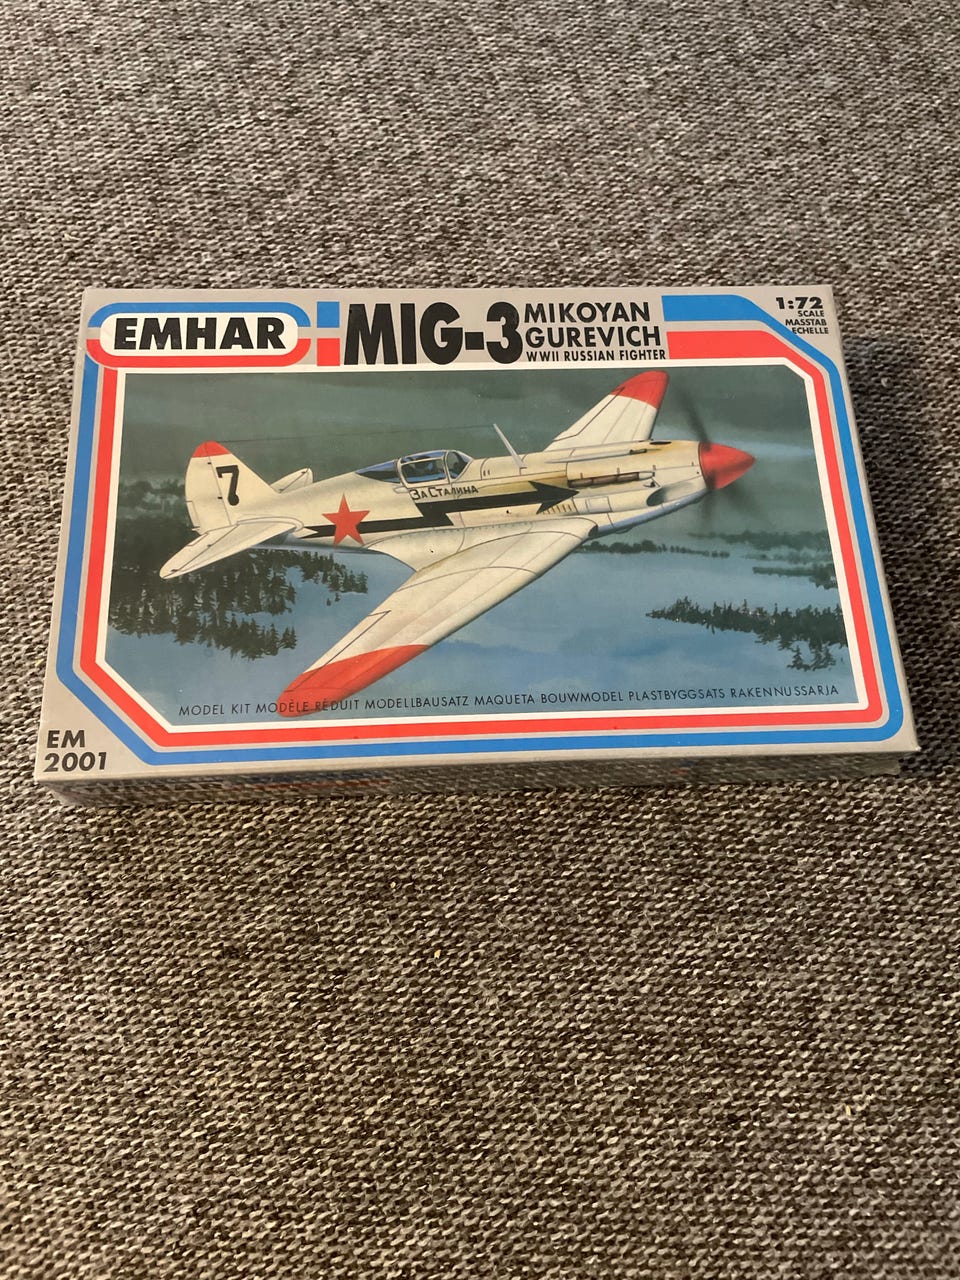 EMHAR
MIG-3
MIKOYAN
GUREVICH
WWII RUSSIAN FIGHTER
1:72
SCALE
MASSTAB
ECHELLE
7
За Сталина
MODEL KIT MODÈLE RÉDUIT MODELLBAUSATZ MAQUETA BOUWMODEL PLASTBYGGSATS RAKENNUSSARJA
EM
2001